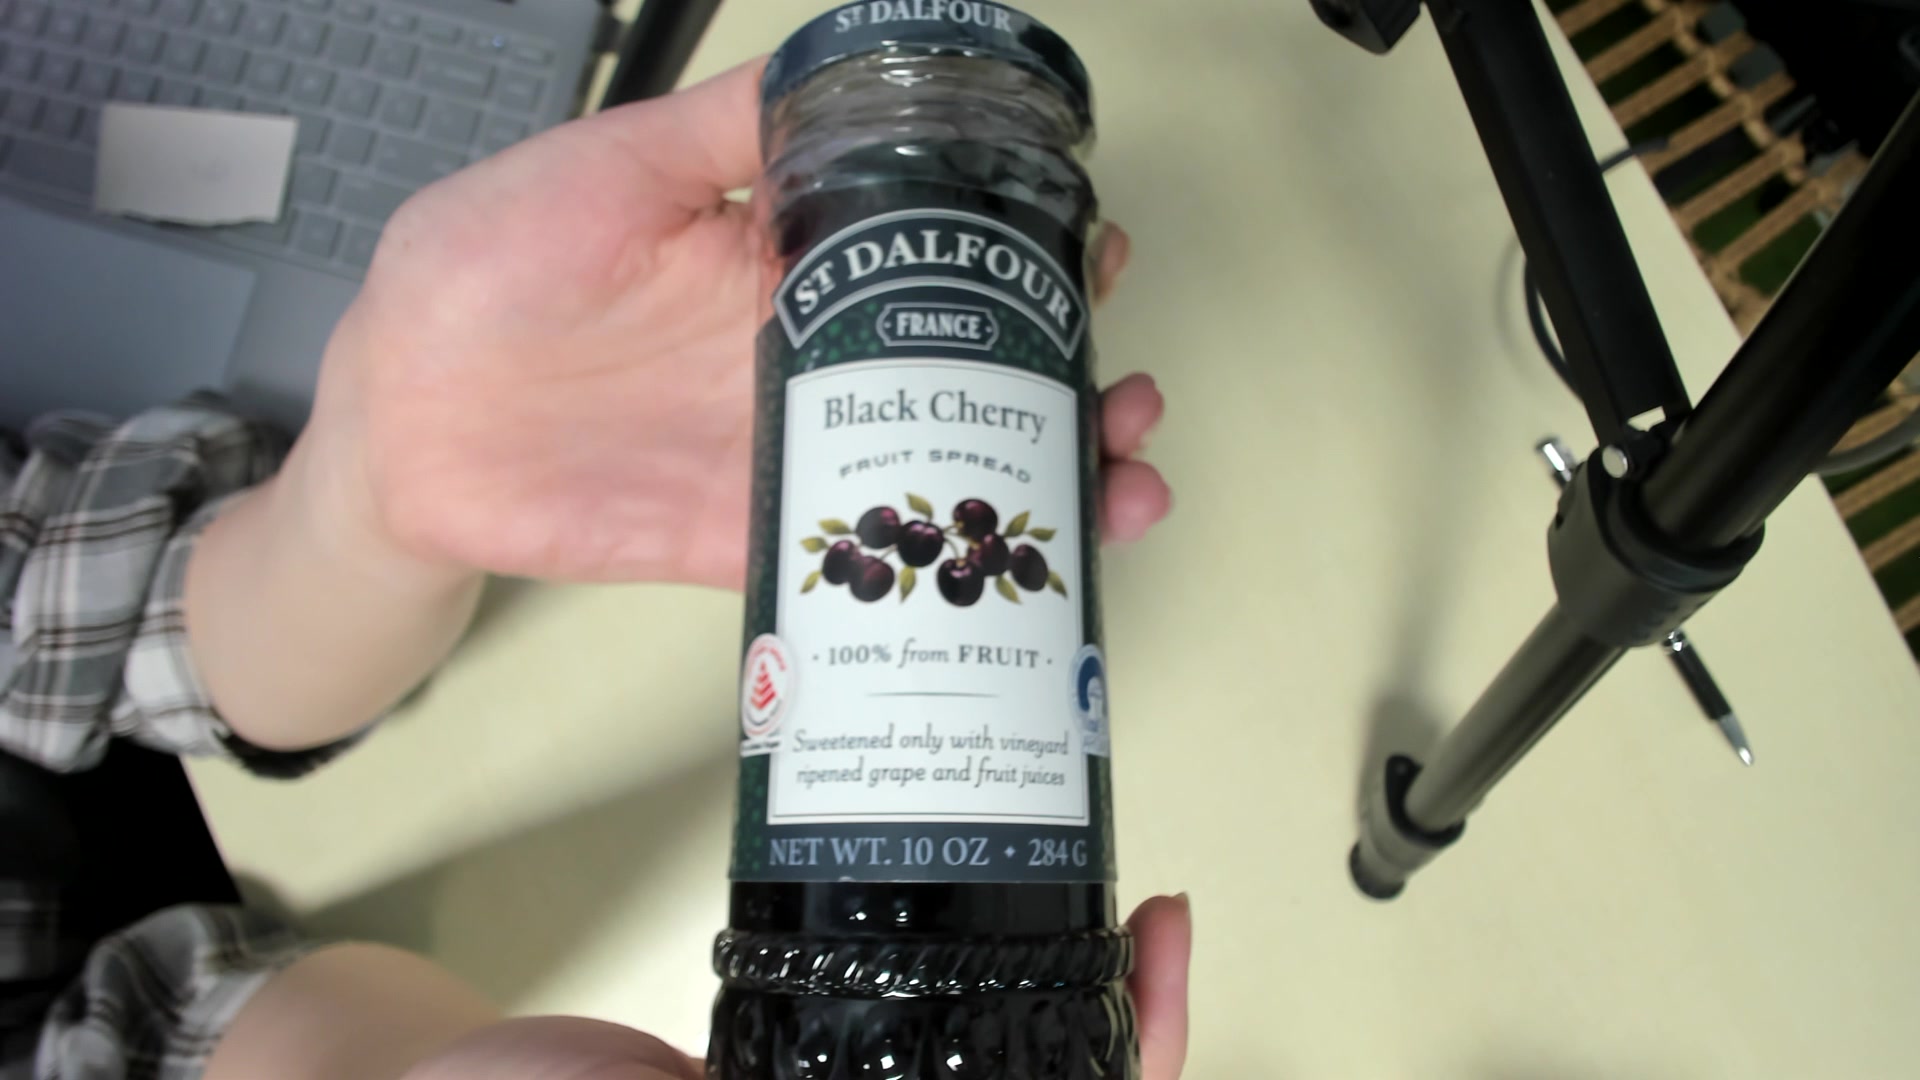 ST DALFOUR
ST DALFOUR
FRANCE
Black Cherry
FRUIT SPREAD
· 100% from FRUIT ·
Sweetened only with vineyard
ripened grape and fruit juices
NET WT. 10 OZ • 284 G